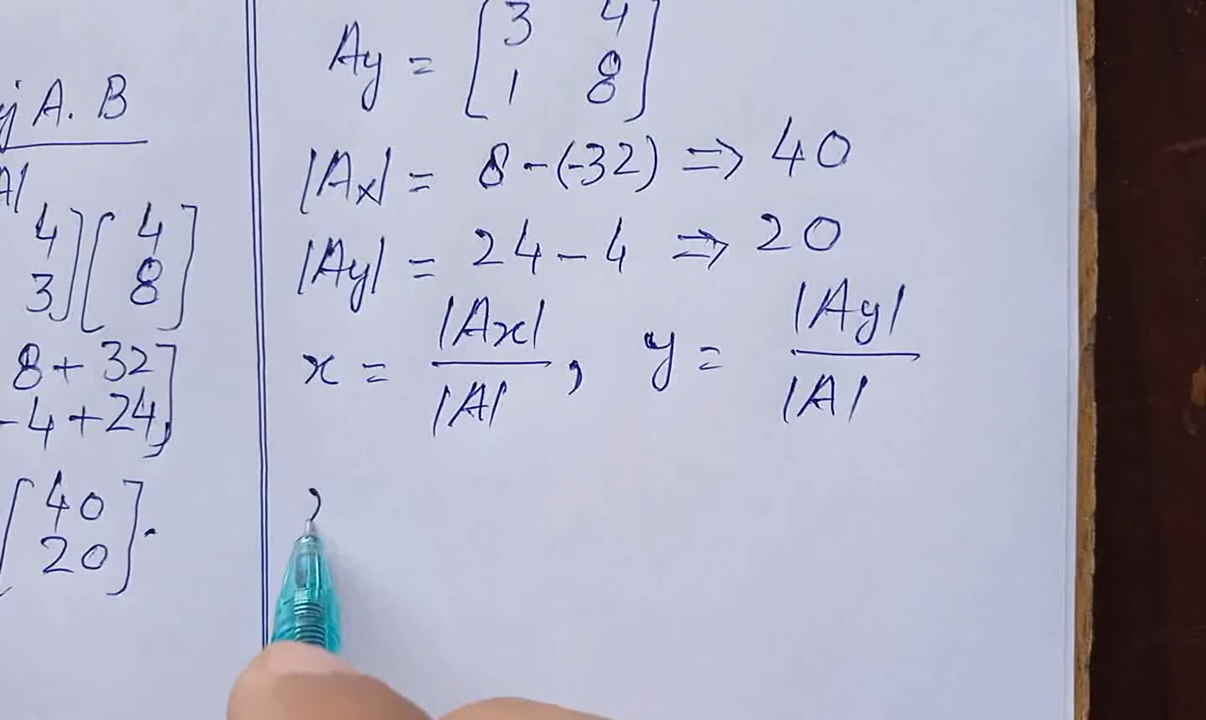 j A. B
A|
4] [4
3] [8]
8 + 32]
- 4 + 24,]
[40
20].
Ay = [3 4
1 8]
|Ax| = 8 - (-32) ⇒ 40
|Ay| = 24 - 4 ⇒ 20
x = |Ax| / |A| , y = |Ay| / |A|